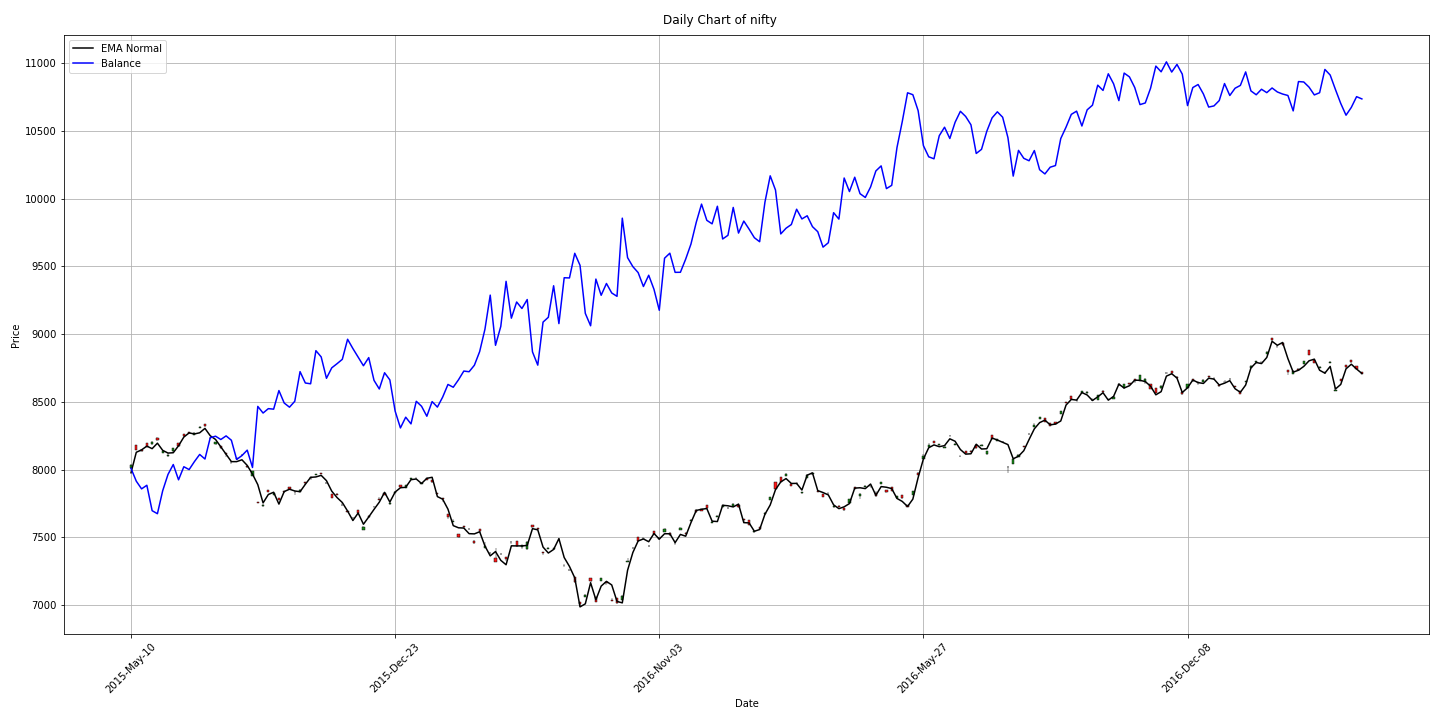 Daily Chart of nifty
EMA Normal
Balance
11000
10500
10000
9500
9000
8500
8000
7500
7000
Price
2015-May-10
2015-Dec-23
2016-Nov-03
2016-May-27
2016-Dec-08
Date